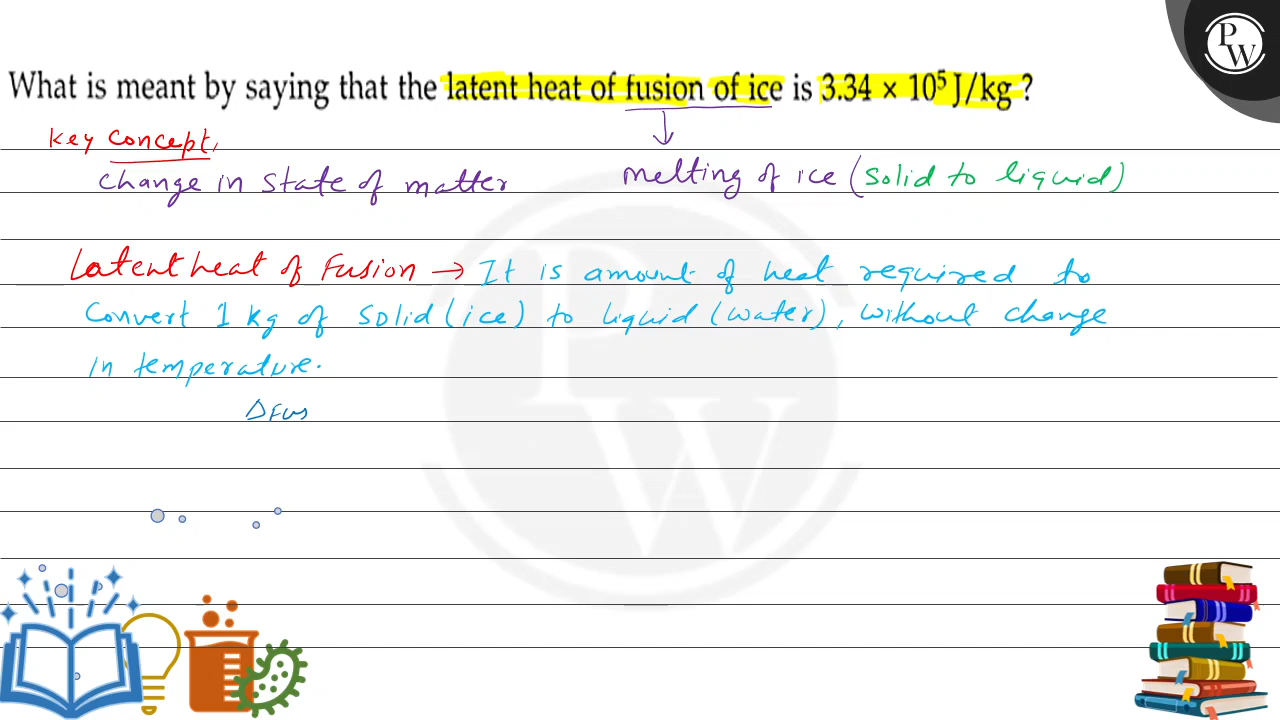 What is meant by saying that the latent heat of fusion of ice is 3.34 × 10⁵ J/kg ?
Key concept,
change in state of matter
melting of ice (solid to liquid)
Latent heat of Fusion → It is amount of heat required to
convert 1 kg of solid (ice) to liquid (water), without change
in temperature.
ΔFus
P
W
PW